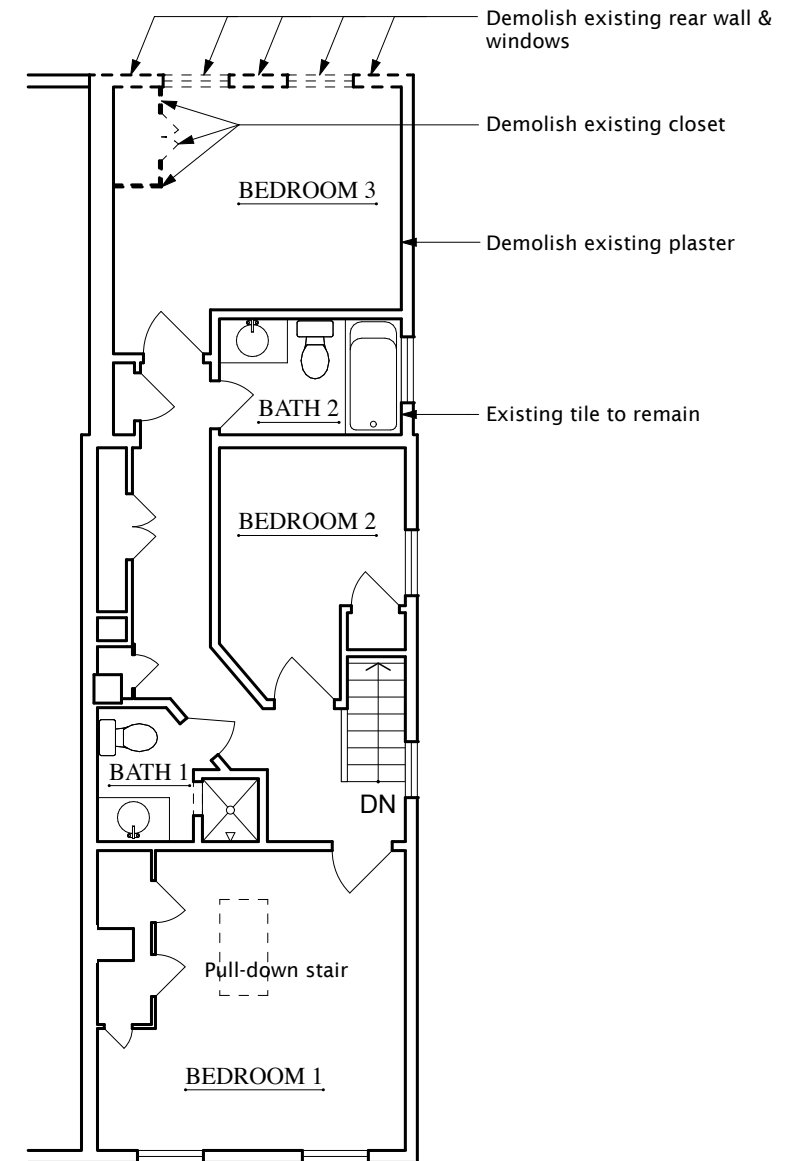 Demolish existing rear wall &
windows
Demolish existing closet
BEDROOM 3
Demolish existing plaster
BATH 2
Existing tile to remain
BEDROOM 2
BATH 1
DN
Pull-down stair
BEDROOM 1